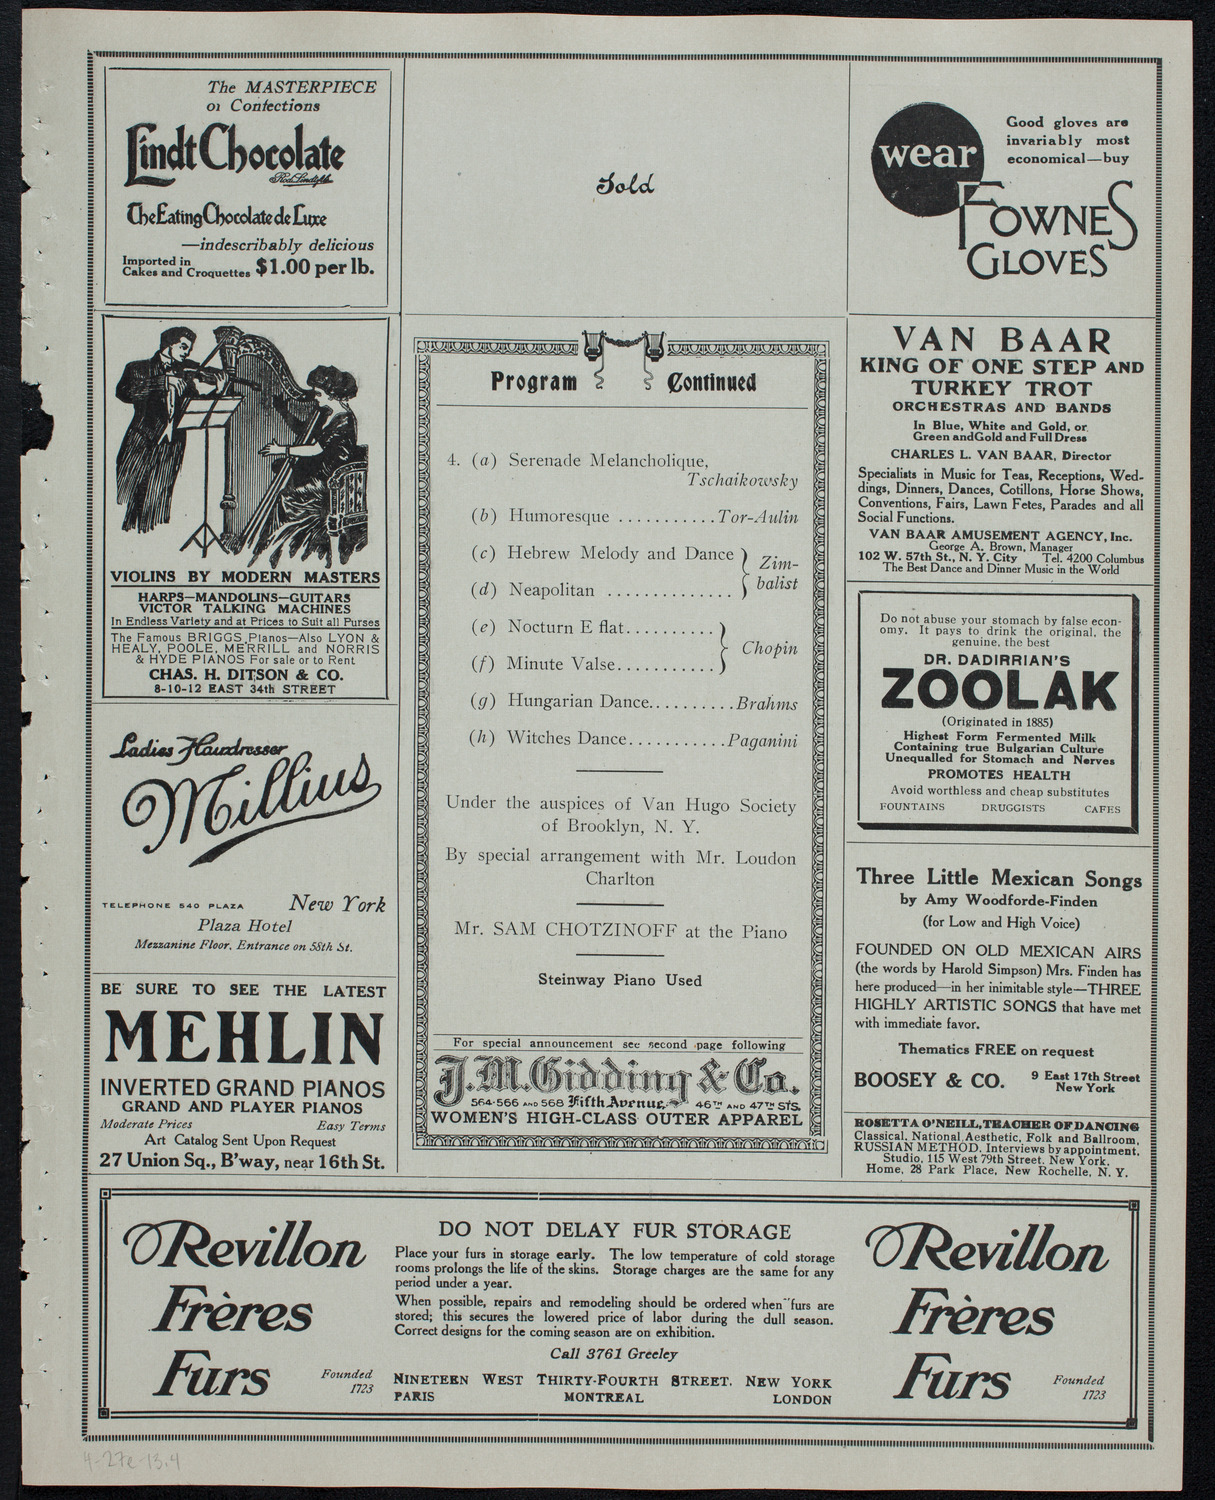 The MASTERPIECE
of Confections
Lindt Chocolate
Rod. Lindt fils
The Eating Chocolate de Luxe
—indescribably delicious
Imported in
Cakes and Croquettes $1.00 per lb.
VIOLINS BY MODERN MASTERS
HARPS—MANDOLINS—GUITARS
VICTOR TALKING MACHINES
In Endless Variety and at Prices to Suit all Purses
The Famous BRIGGS Pianos—Also LYON &
HEALY, POOLE, MERRILL and NORRIS
& HYDE PIANOS For sale or to Rent
CHAS. H. DITSON & CO.
8-10-12 EAST 34th STREET
Ladies Hairdresser
Millius
TELEPHONE 540 PLAZA New York
Plaza Hotel
Mezzanine Floor, Entrance on 58th St.
BE SURE TO SEE THE LATEST
MEHLIN
INVERTED GRAND PIANOS
GRAND AND PLAYER PIANOS
Moderate Prices Easy Terms
Art Catalog Sent Upon Request
27 Union Sq., B'way, near 16th St.
Sold
Program Continued
4. (a) Serenade Melancholique,
Tschaikowsky
(b) Humoresque ...........Tor-Aulin
(c) Hebrew Melody and Dance } Zim-
(d) Neapolitan .............. } balist
(e) Nocturn E flat..........
(f) Minute Valse........... } Chopin
(g) Hungarian Dance..........Brahms
(h) Witches Dance...........Paganini
Under the auspices of Van Hugo Society
of Brooklyn, N. Y.
By special arrangement with Mr. Loudon
Charlton
Mr. SAM CHOTZINOFF at the Piano
Steinway Piano Used
For special announcement see second page following
J. M. Gidding & Co.
564-566 AND 568 Fifth Avenue, 46TH AND 47TH STS.
WOMEN'S HIGH-CLASS OUTER APPAREL
wear
Good gloves are
invariably most
economical—buy
FOWNES
GLOVES
VAN BAAR
KING OF ONE STEP AND
TURKEY TROT
ORCHESTRAS AND BANDS
In Blue, White and Gold, or
Green and Gold and Full Dress
CHARLES L. VAN BAAR, Director
Specialists in Music for Teas, Receptions, Wed-
dings, Dinners, Dances, Cotillons, Horse Shows,
Conventions, Fairs, Lawn Fetes, Parades and all
Social Functions.
VAN BAAR AMUSEMENT AGENCY, Inc.
George A. Brown, Manager
102 W. 57th St., N. Y. City Tel. 4200 Columbus
The Best Dance and Dinner Music in the World
Do not abuse your stomach by false econ-
omy. It pays to drink the original, the
genuine, the best
DR. DADIRRIAN'S
ZOOLAK
(Originated in 1885)
Highest Form Fermented Milk
Containing true Bulgarian Culture
Unequalled for Stomach and Nerves
PROMOTES HEALTH
Avoid worthless and cheap substitutes
FOUNTAINS DRUGGISTS CAFES
Three Little Mexican Songs
by Amy Woodforde-Finden
(for Low and High Voice)
FOUNDED ON OLD MEXICAN AIRS
(the words by Harold Simpson) Mrs. Finden has
here produced—in her inimitable style—THREE
HIGHLY ARTISTIC SONGS that have met
with immediate favor.
Thematics FREE on request
BOOSEY & CO. 9 East 17th Street
New York
ROSETTA O'NEILL, TEACHER OF DANCING
Classical, National, Aesthetic, Folk and Ballroom,
RUSSIAN METHOD. Interviews by appointment.
Studio, 115 West 79th Street, New York.
Home, 28 Park Place, New Rochelle, N. Y.
Revillon
Frères
Furs
Founded
1723
DO NOT DELAY FUR STORAGE
Place your furs in storage early. The low temperature of cold storage
rooms prolongs the life of the skins. Storage charges are the same for any
period under a year.
When possible, repairs and remodeling should be ordered when furs are
stored; this secures the lowered price of labor during the dull season.
Correct designs for the coming season are on exhibition.
Call 3761 Greeley
NINETEEN WEST THIRTY-FOURTH STREET, NEW YORK
PARIS MONTREAL LONDON
Revillon
Frères
Furs
Founded
1723
4-27e-13.4